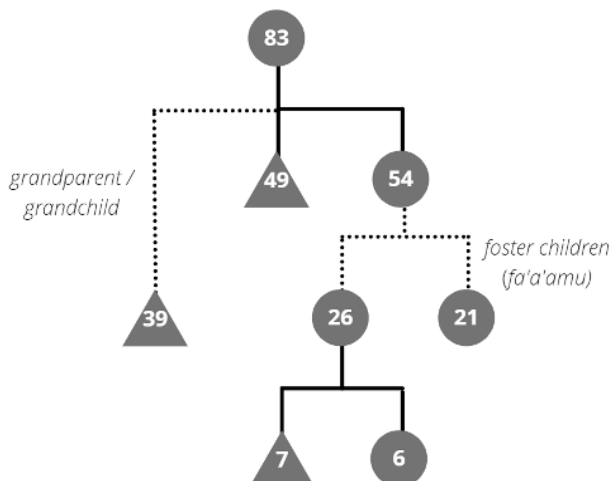 83
grandparent /
grandchild
49
54
foster children
(fa'a'amu)
39
26
21
7
6